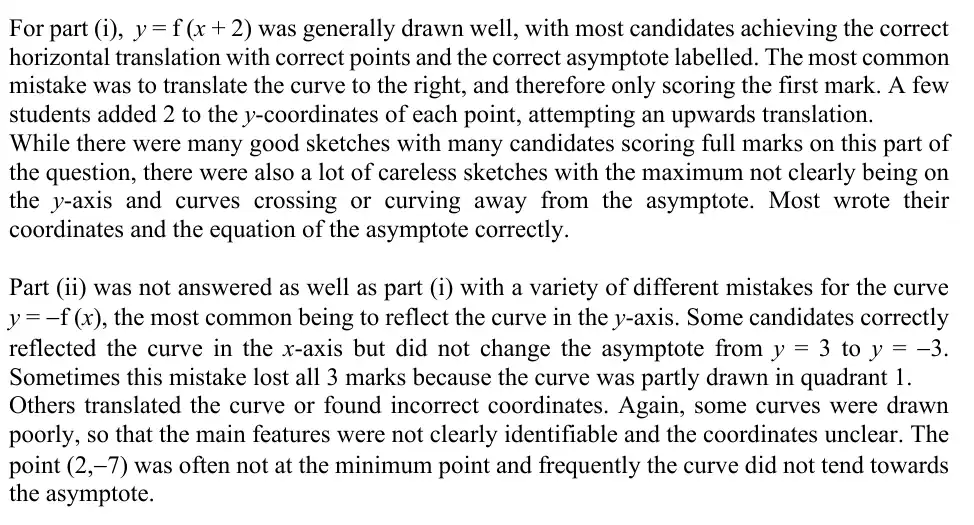 For part (i), y = f (x + 2) was generally drawn well, with most candidates achieving the correct
horizontal translation with correct points and the correct asymptote labelled. The most common
mistake was to translate the curve to the right, and therefore only scoring the first mark. A few
students added 2 to the y-coordinates of each point, attempting an upwards translation.
While there were many good sketches with many candidates scoring full marks on this part of
the question, there were also a lot of careless sketches with the maximum not clearly being on
the y-axis and curves crossing or curving away from the asymptote. Most wrote their
coordinates and the equation of the asymptote correctly.
Part (ii) was not answered as well as part (i) with a variety of different mistakes for the curve
y = −f (x), the most common being to reflect the curve in the y-axis. Some candidates correctly
reflected the curve in the x-axis but did not change the asymptote from y = 3 to y = −3.
Sometimes this mistake lost all 3 marks because the curve was partly drawn in quadrant 1.
Others translated the curve or found incorrect coordinates. Again, some curves were drawn
poorly, so that the main features were not clearly identifiable and the coordinates unclear. The
point (2,−7) was often not at the minimum point and frequently the curve did not tend towards
the asymptote.